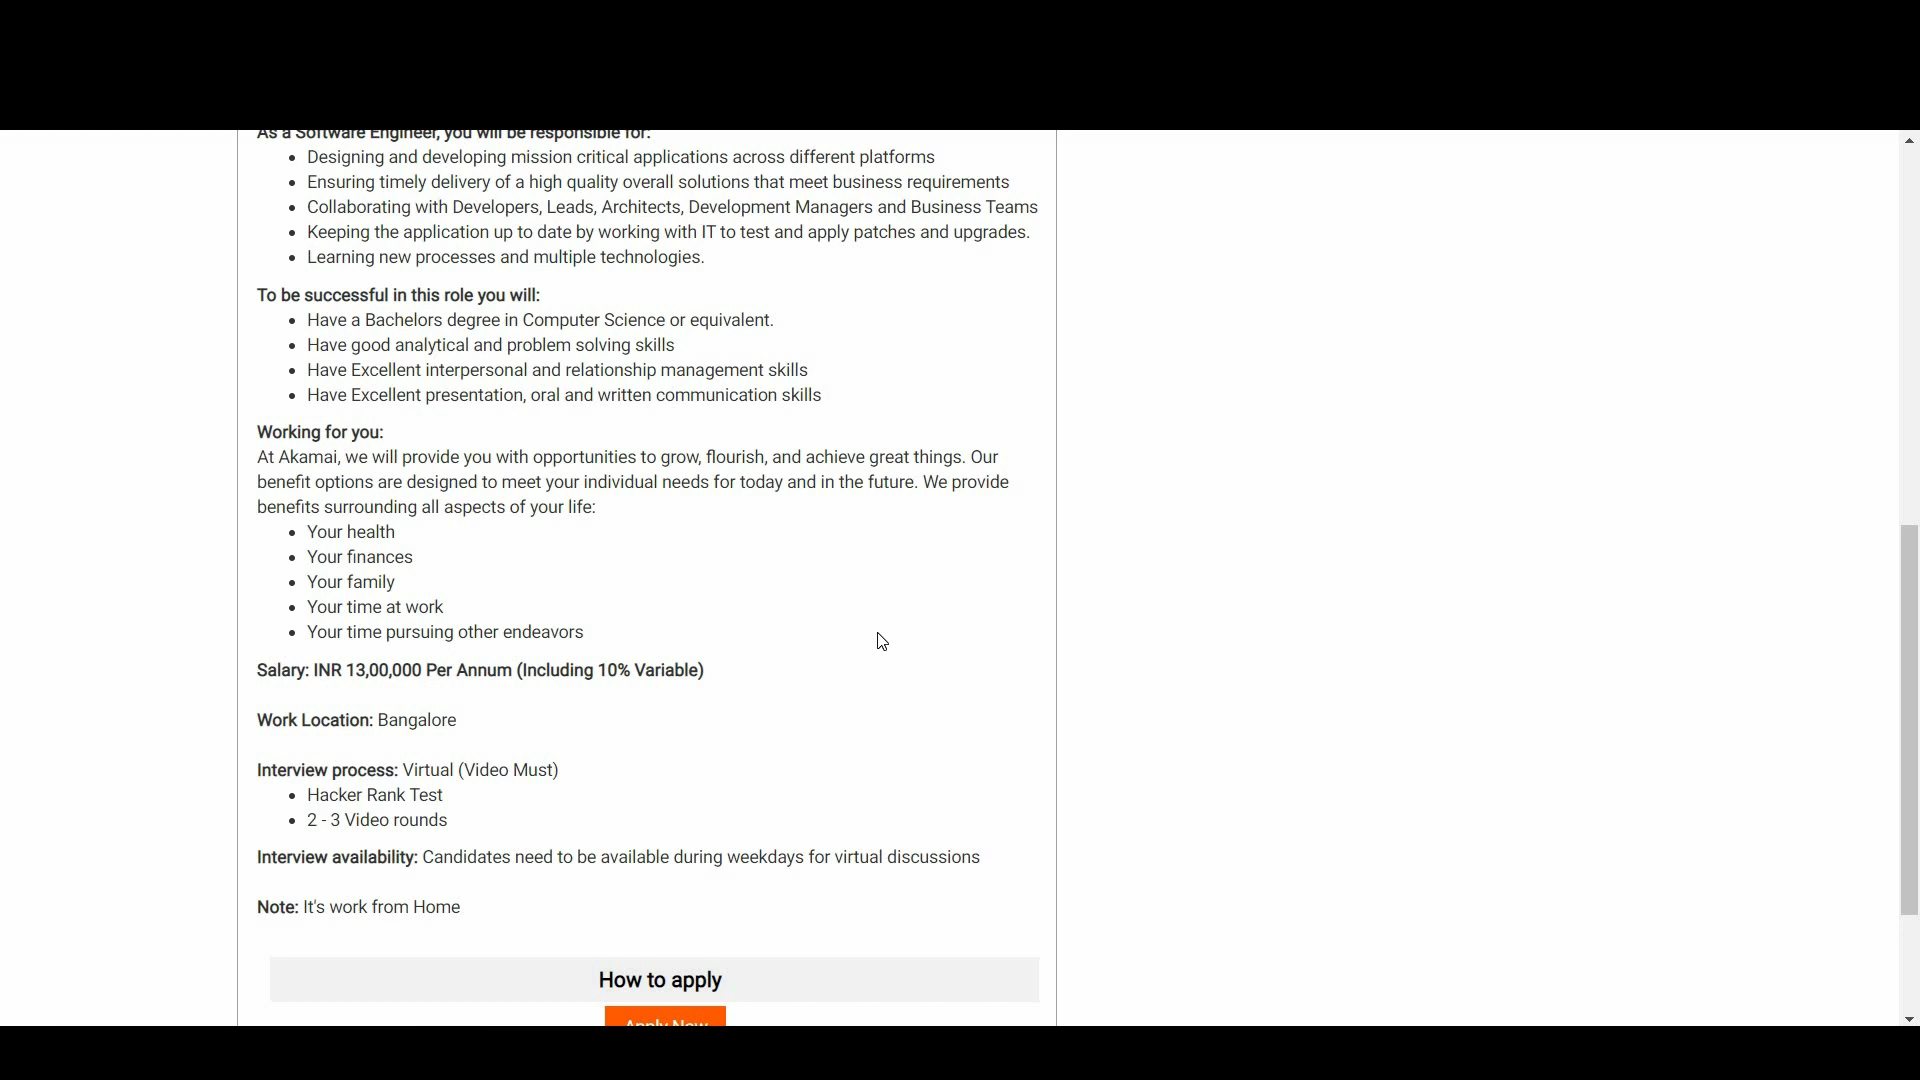 As a Software Engineer, you will be responsible for:
Designing and developing mission critical applications across different platforms
Ensuring timely delivery of a high quality overall solutions that meet business requirements
Collaborating with Developers, Leads, Architects, Development Managers and Business Teams
Keeping the application up to date by working with IT to test and apply patches and upgrades.
Learning new processes and multiple technologies.
To be successful in this role you will:
Have a Bachelors degree in Computer Science or equivalent.
Have good analytical and problem solving skills
Have Excellent interpersonal and relationship management skills
Have Excellent presentation, oral and written communication skills
Working for you:
At Akamai, we will provide you with opportunities to grow, flourish, and achieve great things. Our
benefit options are designed to meet your individual needs for today and in the future. We provide
benefits surrounding all aspects of your life:
Your health
Your finances
Your family
Your time at work
Your time pursuing other endeavors
Salary: INR 13,00,000 Per Annum (Including 10% Variable)
Work Location: Bangalore
Interview process: Virtual (Video Must)
Hacker Rank Test
2 - 3 Video rounds
Interview availability: Candidates need to be available during weekdays for virtual discussions
Note: It's work from Home
How to apply
Apply Now